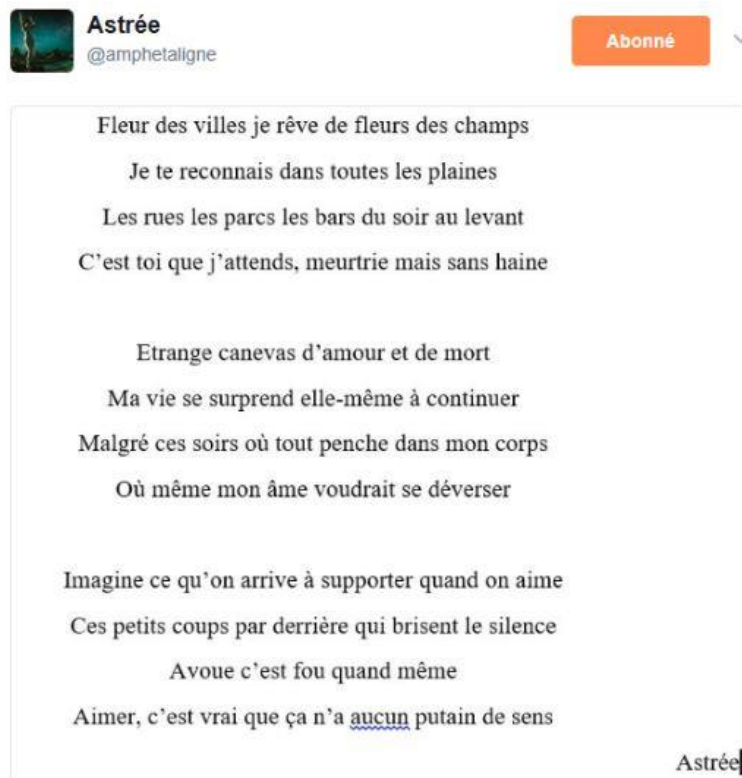 Astrée
@amphetaligne
Abonné
Fleur des villes je rêve de fleurs des champs
Je te reconnais dans toutes les plaines
Les rues les parcs les bars du soir au levant
C’est toi que j’attends, meurtrie mais sans haine
Etrange canevas d’amour et de mort
Ma vie se surprend elle-même à continuer
Malgré ces soirs où tout penche dans mon corps
Où même mon âme voudrait se déverser
Imagine ce qu’on arrive à supporter quand on aime
Ces petits coups par derrière qui brisent le silence
Avoue c’est fou quand même
Aimer, c’est vrai que ça n’a aucun putain de sens
Astrée